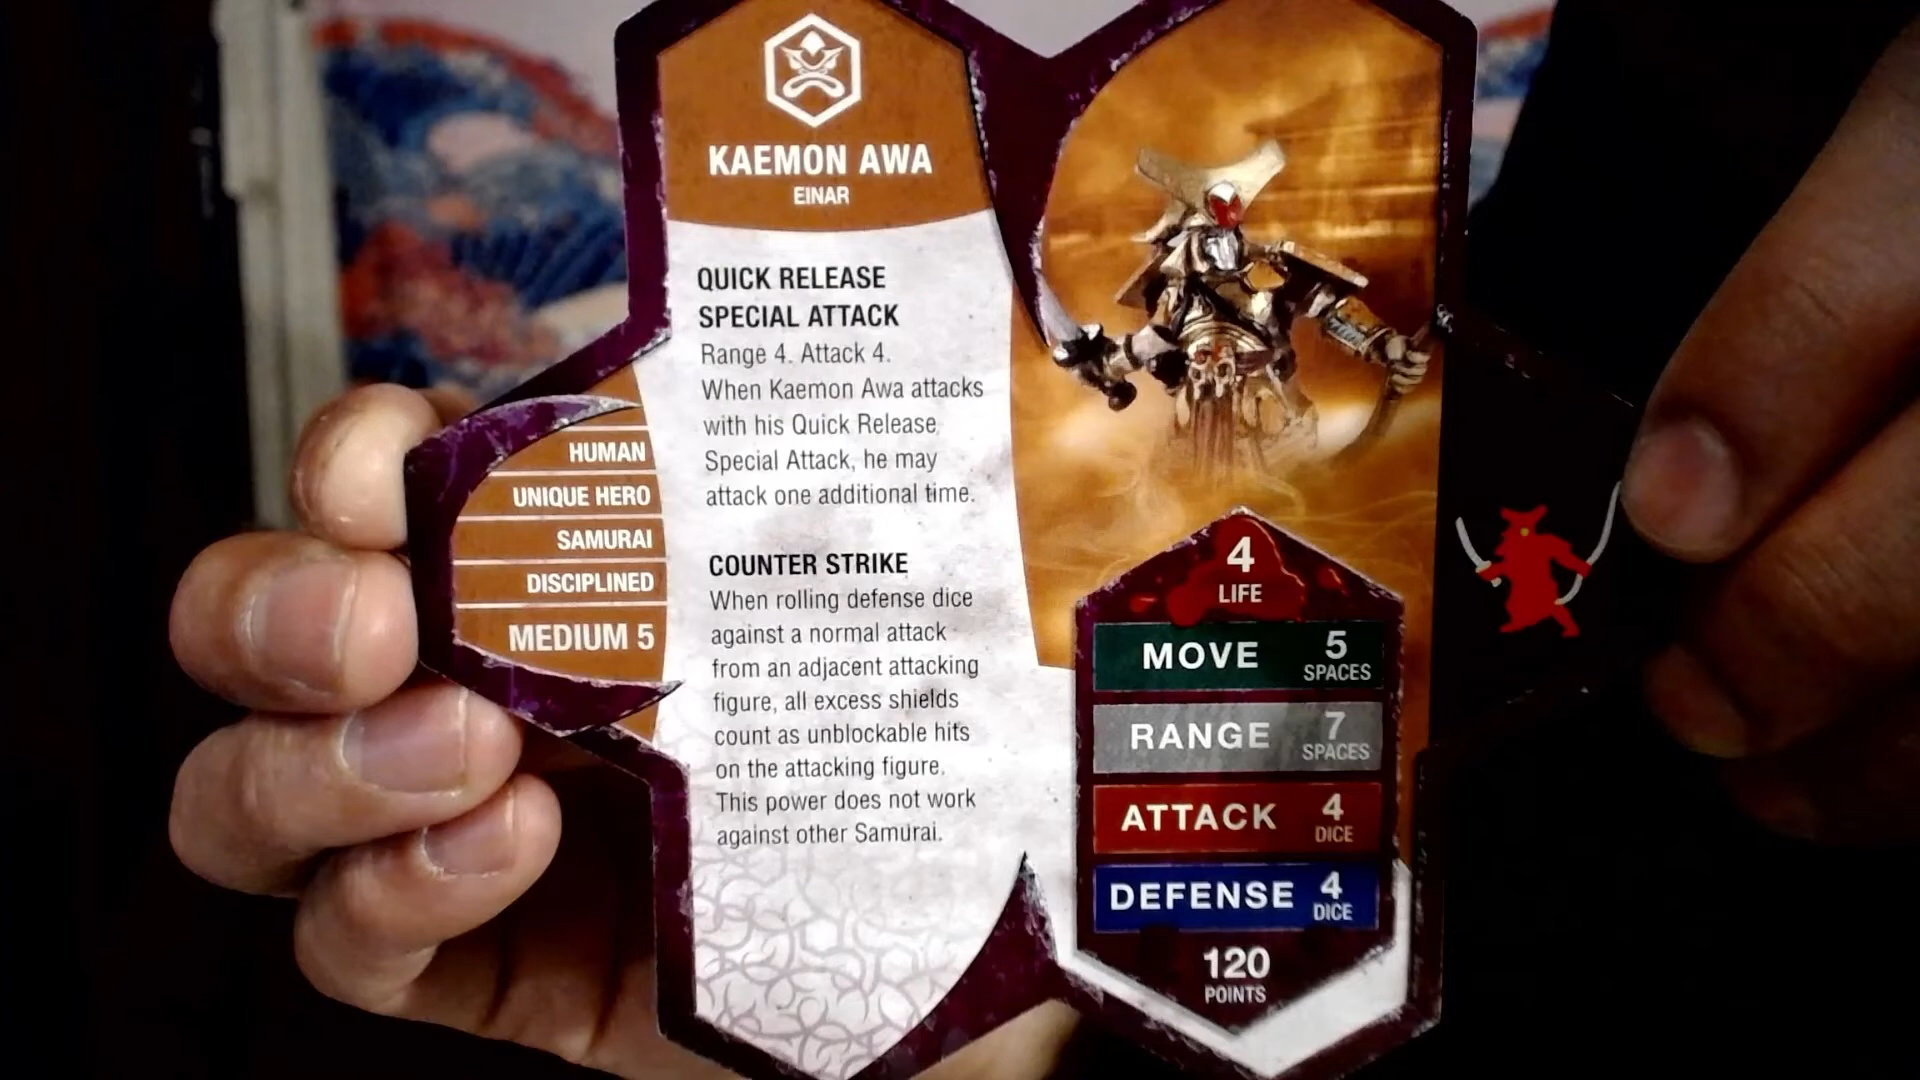 KAEMON AWA
EINAR
QUICK RELEASE
SPECIAL ATTACK
Range 4. Attack 4.
When Kaemon Awa attacks
with his Quick Release
Special Attack, he may
attack one additional time.
COUNTER STRIKE
When rolling defense dice
against a normal attack
from an adjacent attacking
figure, all excess shields
count as unblockable hits
on the attacking figure.
This power does not work
against other Samurai.
HUMAN
UNIQUE HERO
SAMURAI
DISCIPLINED
MEDIUM 5
4
LIFE
MOVE 5
SPACES
RANGE 7
SPACES
ATTACK 4
DICE
DEFENSE 4
DICE
120
POINTS